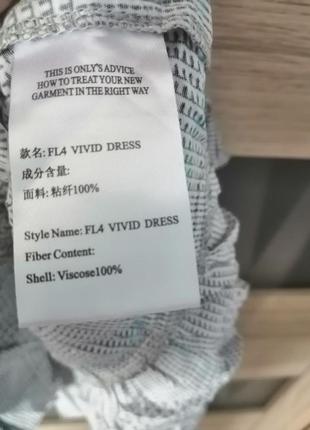 THIS IS ONLY'S ADVICE
HOW TO TREAT YOUR NEW
GARMENT IN THE RIGHT WAY
款名: FL4 VIVID DRESS
成分含量:
面料: 粘纤100%
Style Name: FL4 VIVID DRESS
Fiber Content:
Shell: Viscose100%